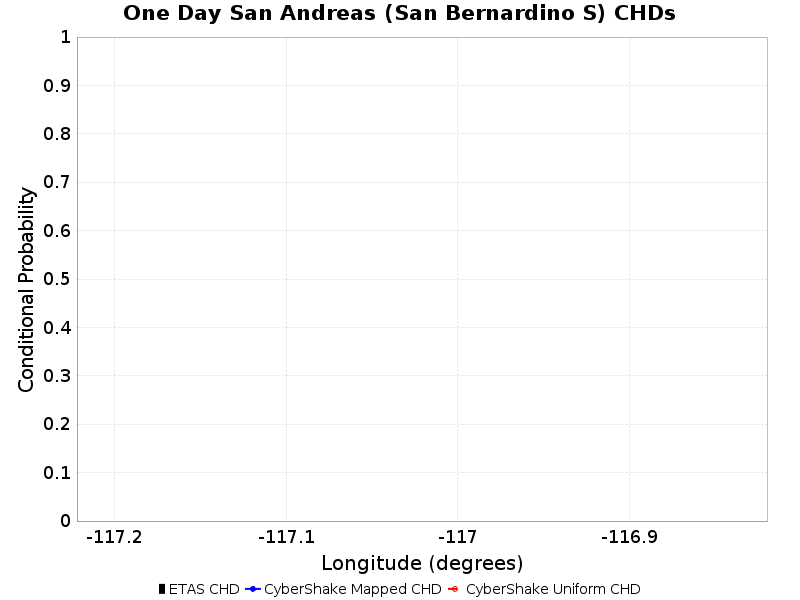 One Day San Andreas (San Bernardino S) CHDs
1
0.9
0.8
0.7
0.6
0.5
0.4
0.3
0.2
0.1
0
Conditional Probability
-117.2 -117.1 -117 -116.9
Longitude (degrees)
ETAS CHD CyberShake Mapped CHD CyberShake Uniform CHD